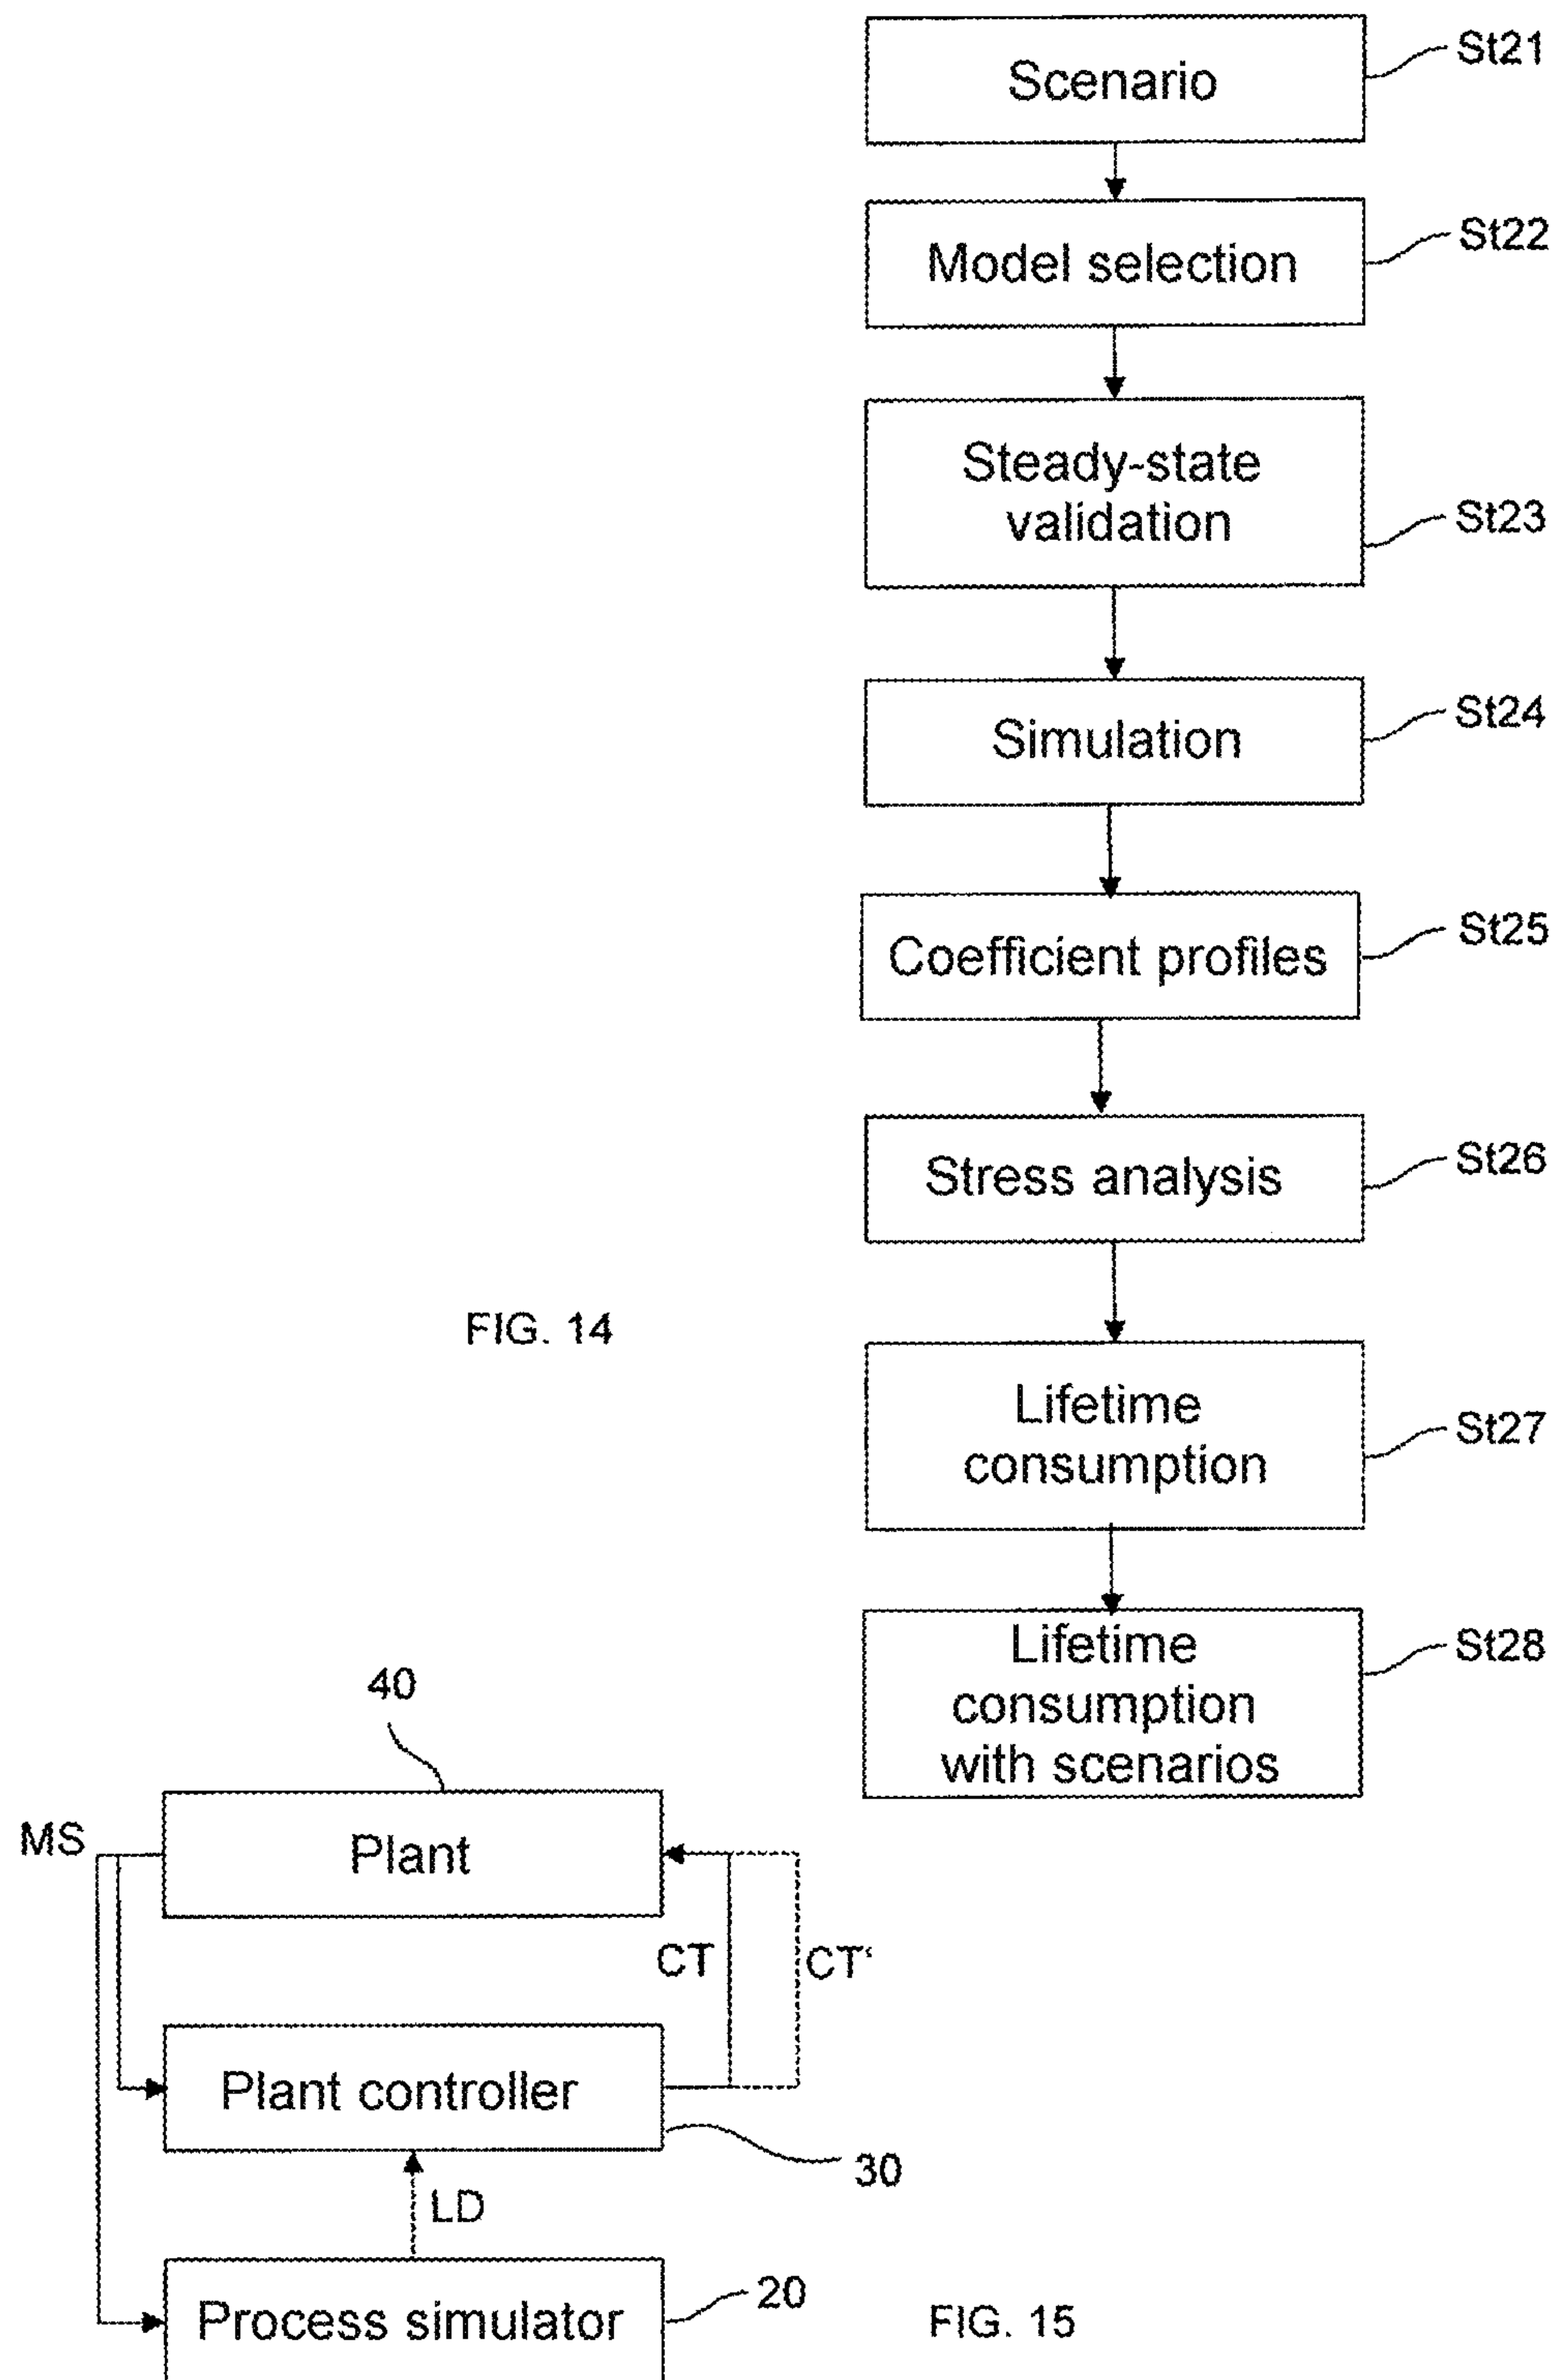 Scenario
St21
Model selection
St22
Steady-state
validation
St23
Simulation
St24
Coefficient profiles
St25
Stress analysis
St26
FIG. 14
Lifetime
consumption
St27
Lifetime
consumption
with scenarios
St28
40
MS
Plant
CT
CT'
Plant controller
30
LD
Process simulator
20
FIG. 15